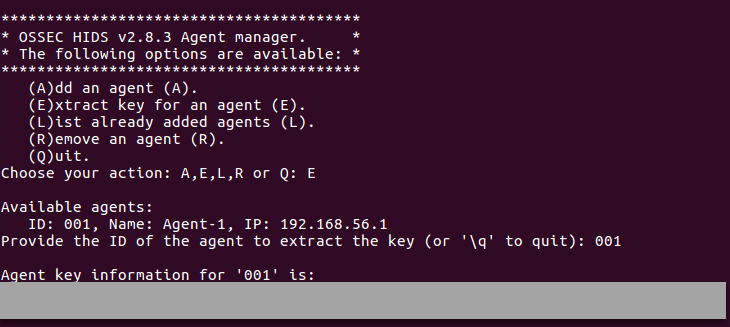 ****************************************
* OSSEC HIDS v2.8.3 Agent manager.     *
* The following options are available: *
****************************************
   (A)dd an agent (A).
   (E)xtract key for an agent (E).
   (L)ist already added agents (L).
   (R)emove an agent (R).
   (Q)uit.
Choose your action: A,E,L,R or Q: E

Available agents:
   ID: 001, Name: Agent-1, IP: 192.168.56.1
Provide the ID of the agent to extract the key (or '\q' to quit): 001

Agent key information for '001' is: